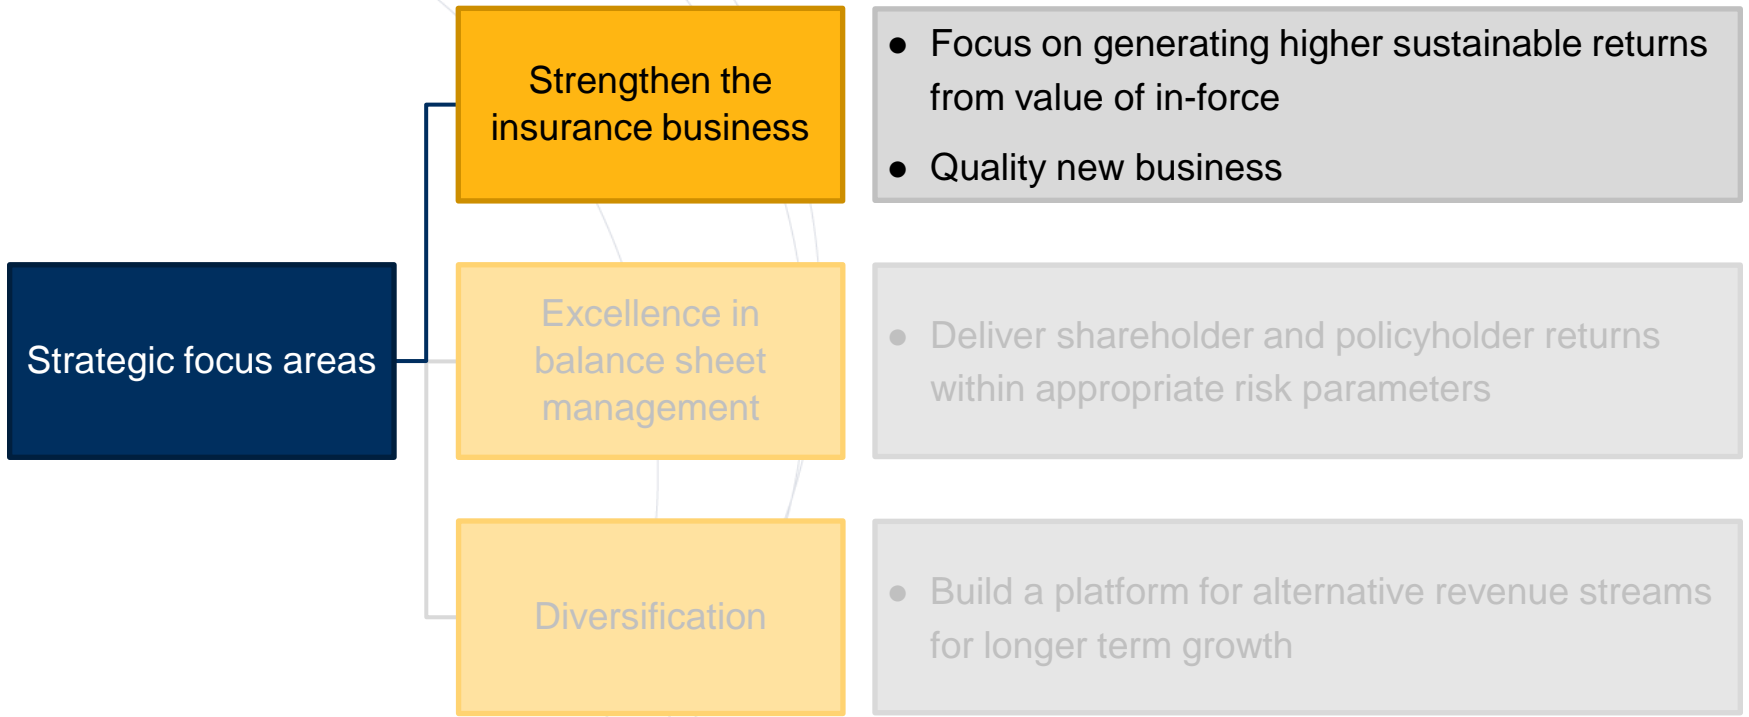 Strategic focus areas
Strengthen the
insurance business
● Focus on generating higher sustainable returns
from value of in-force
● Quality new business
Excellence in
balance sheet
management
● Deliver shareholder and policyholder returns
within appropriate risk parameters
Diversification
● Build a platform for alternative revenue streams
for longer term growth